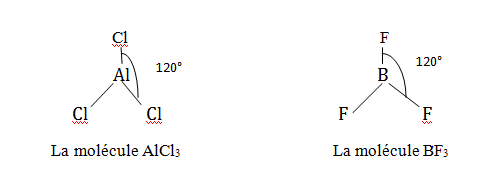 Cl
Al 120°
Cl Cl
La molécule AlCl₃
F
B 120°
F F
La molécule BF₃